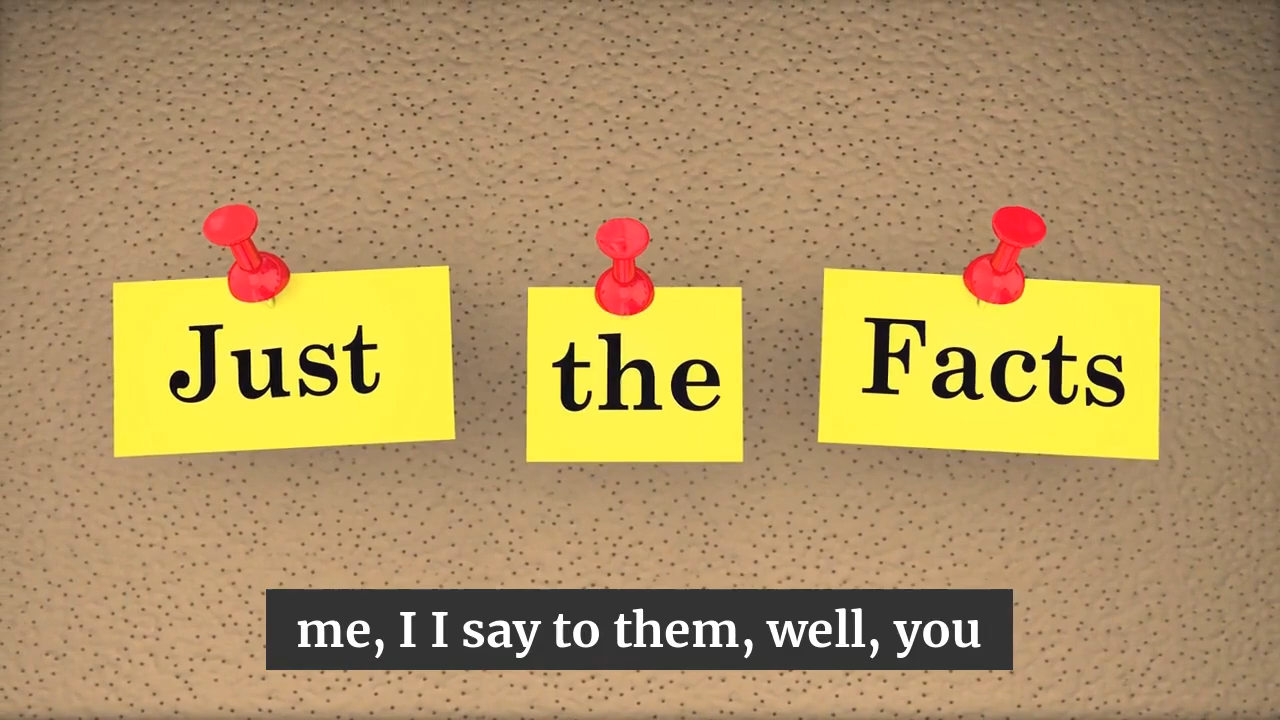 Just the Facts
me, I I say to them, well, you